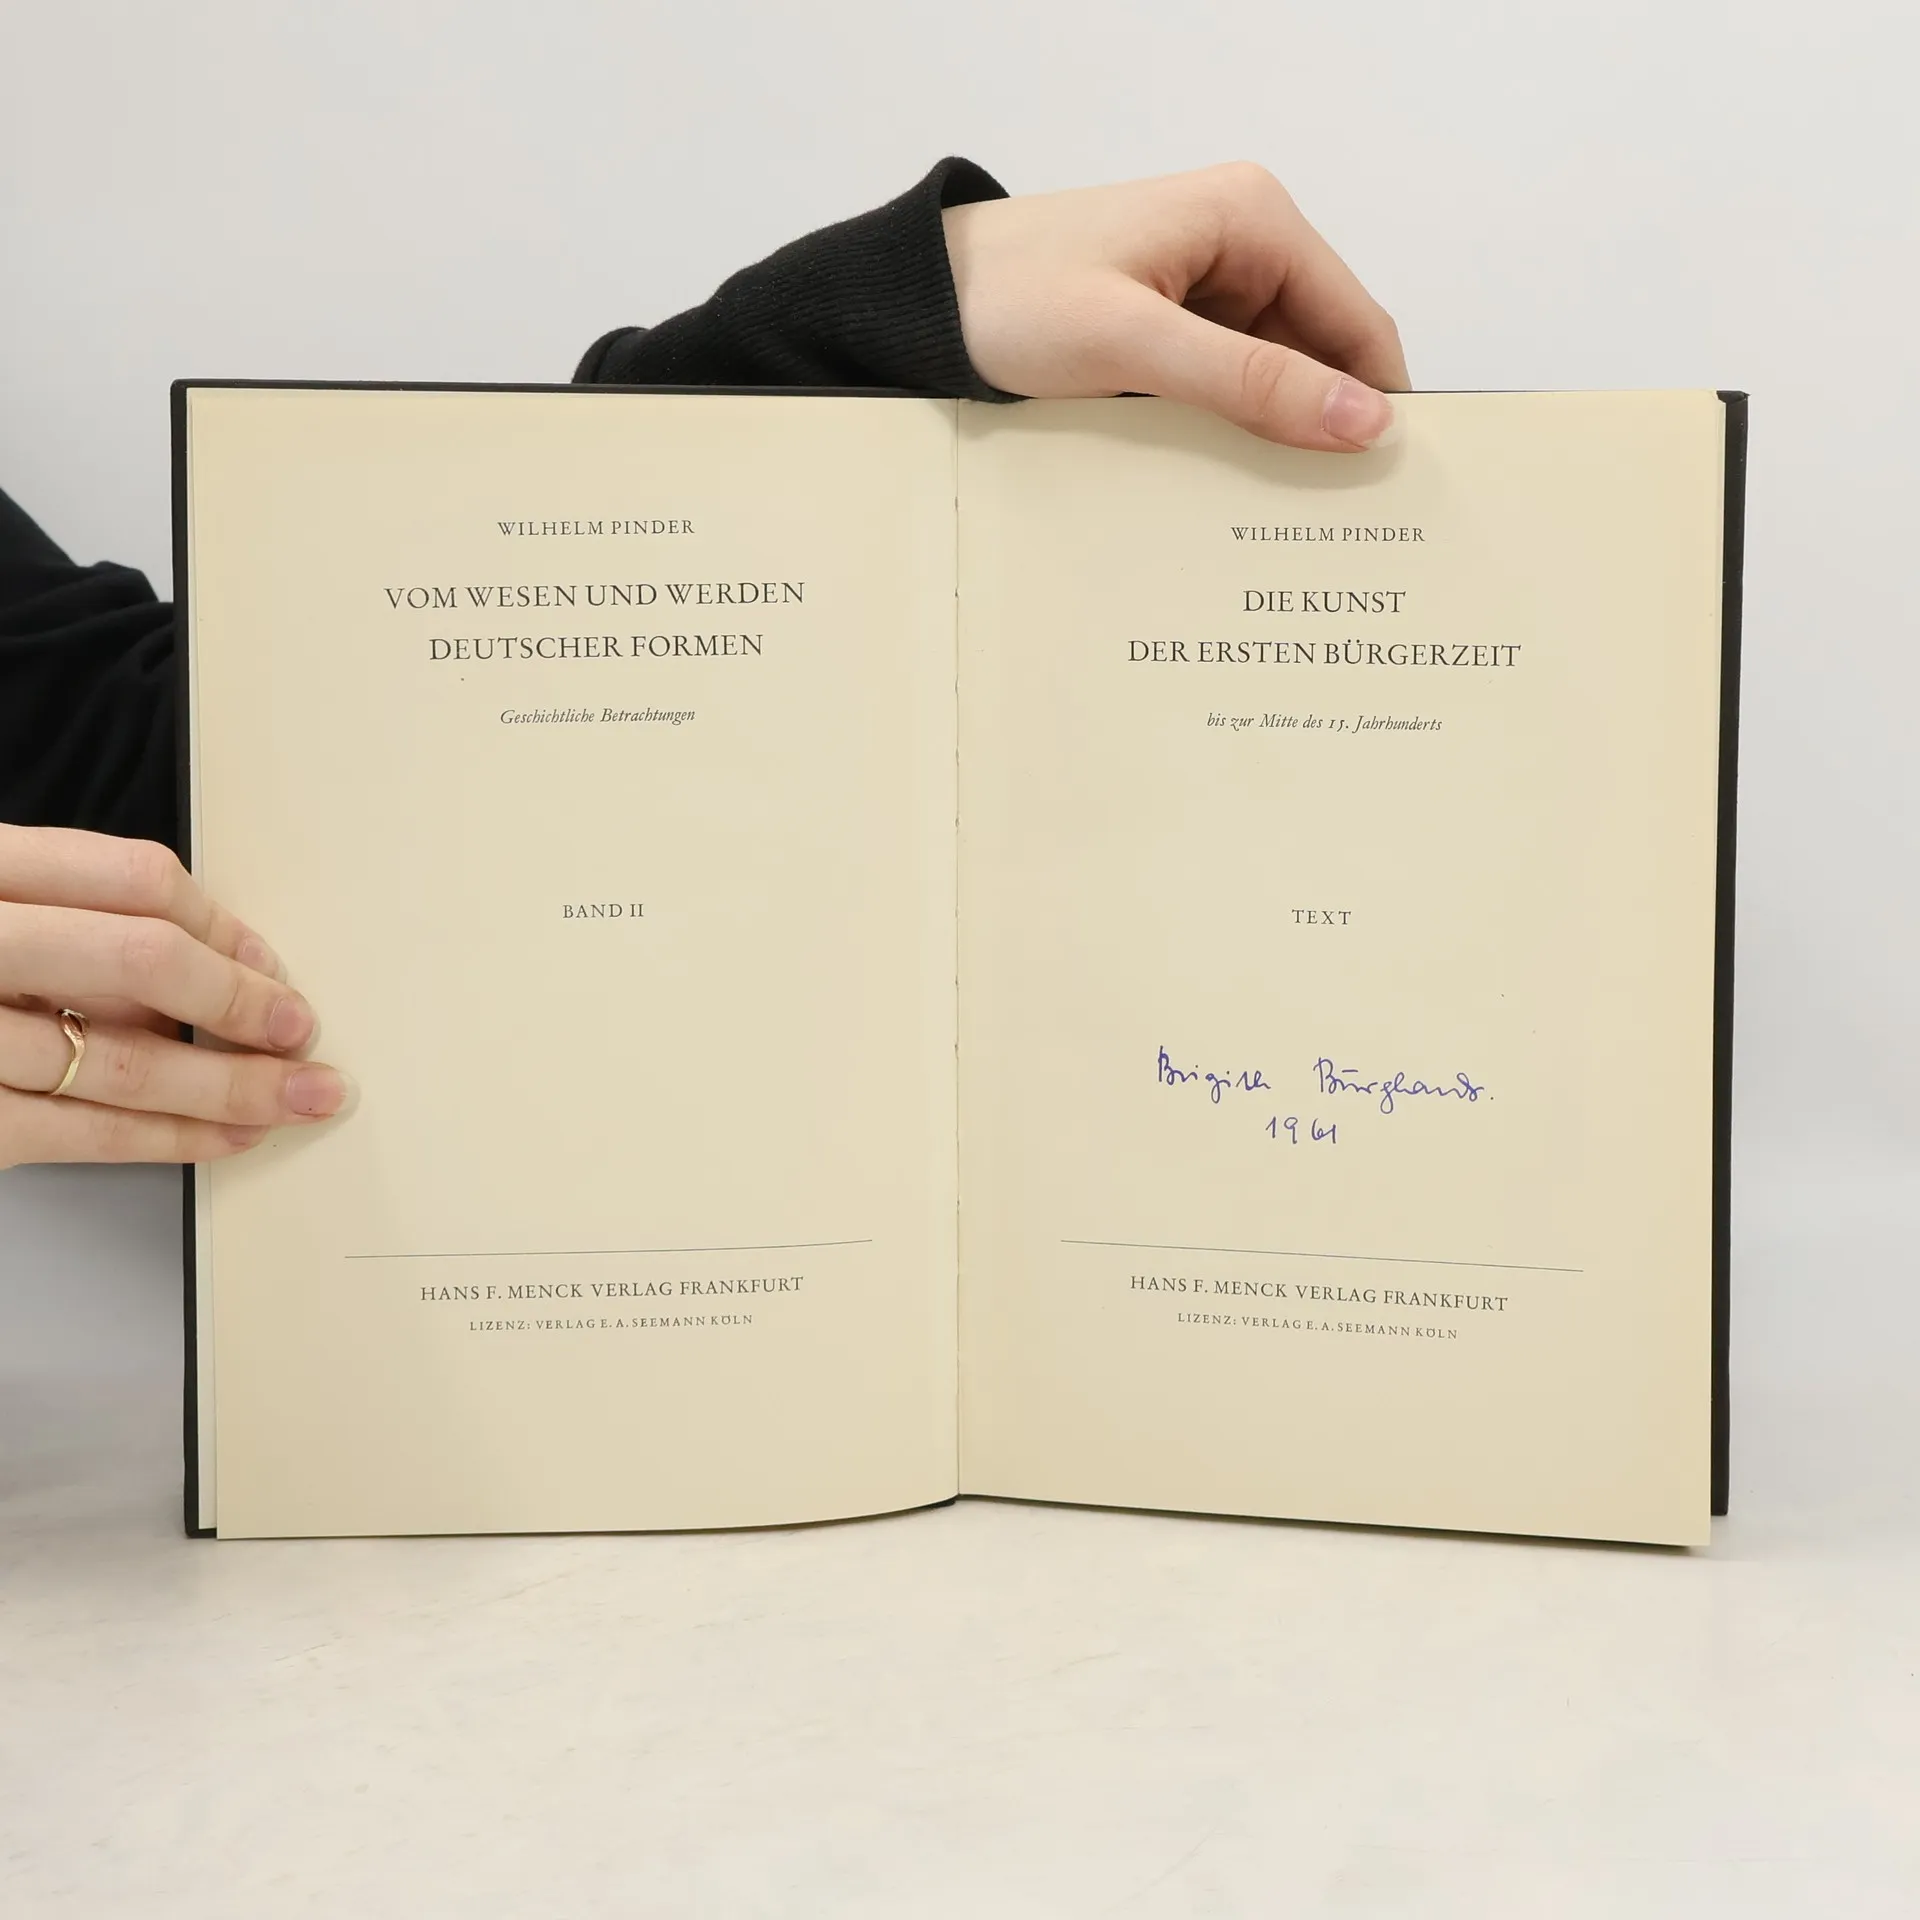 WILHELM PINDER
VOM WESEN UND WERDEN
DEUTSCHER FORMEN
Geschichtliche Betrachtungen
BAND II
HANS F. MENCK VERLAG FRANKFURT
LIZENZ: VERLAG E. A. SEEMANN KÖLN
WILHELM PINDER
DIE KUNST
DER ERSTEN BÜRGERZEIT
bis zur Mitte des 15. Jahrhunderts
TEXT
1961
HANS F. MENCK VERLAG FRANKFURT
LIZENZ: VERLAG E. A. SEEMANN KÖLN